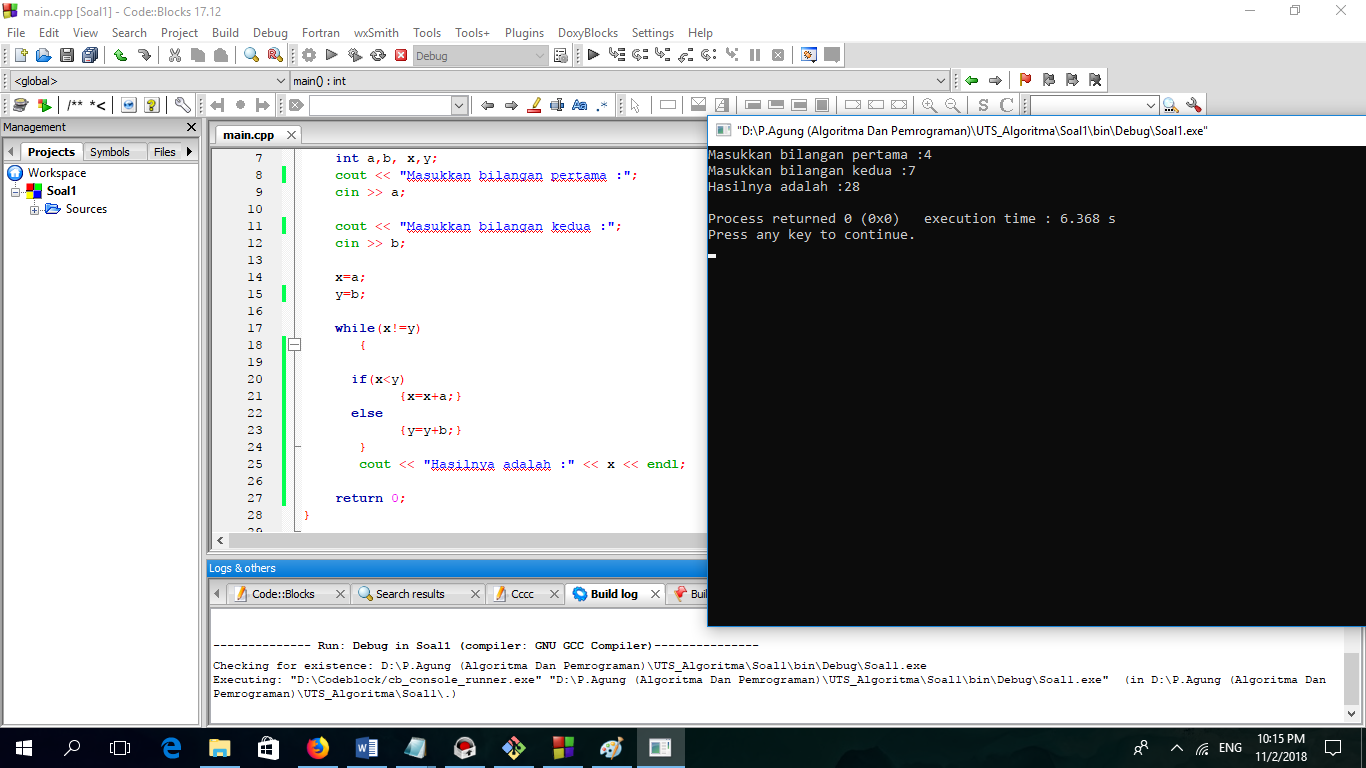 main.cpp [Soal1] - Code::Blocks 17.12
File Edit View Search Project Build Debug Fortran wxSmith Tools Tools+ Plugins DoxyBlocks Settings Help
Debug
<global> main() : int
/** *< Aa .* S C
Management
Projects Symbols Files
Workspace
Soal1
Sources
main.cpp
7 int a,b, x,y;
8 cout << "Masukkan bilangan pertama :";
9 cin >> a;
10
11 cout << "Masukkan bilangan kedua :";
12 cin >> b;
13
14 x=a;
15 y=b;
16
17 while(x!=y)
18 {
19
20 if(x<y)
21 {x=x+a;}
22 else
23 {y=y+b;}
24 }
25 cout << "Hasilnya adalah :" << x << endl;
26
27 return 0;
28 }
29
"D:\P.Agung (Algoritma Dan Pemrograman)\UTS_Algoritma\Soal1\bin\Debug\Soal1.exe"
Masukkan bilangan pertama :4
Masukkan bilangan kedua :7
Hasilnya adalah :28
Process returned 0 (0x0) execution time : 6.368 s
Press any key to continue.
Logs & others
Code::Blocks Search results Cccc Build log Buil
-------------- Run: Debug in Soal1 (compiler: GNU GCC Compiler)---------------
Checking for existence: D:\P.Agung (Algoritma Dan Pemrograman)\UTS_Algoritma\Soal1\bin\Debug\Soal1.exe
Executing: "D:\Codeblock/cb_console_runner.exe" "D:\P.Agung (Algoritma Dan Pemrograman)\UTS_Algoritma\Soal1\bin\Debug\Soal1.exe" (in D:\P.Agung (Algoritma Dan
Pemrograman)\UTS_Algoritma\Soal1\.)
ENG
10:15 PM
11/2/2018